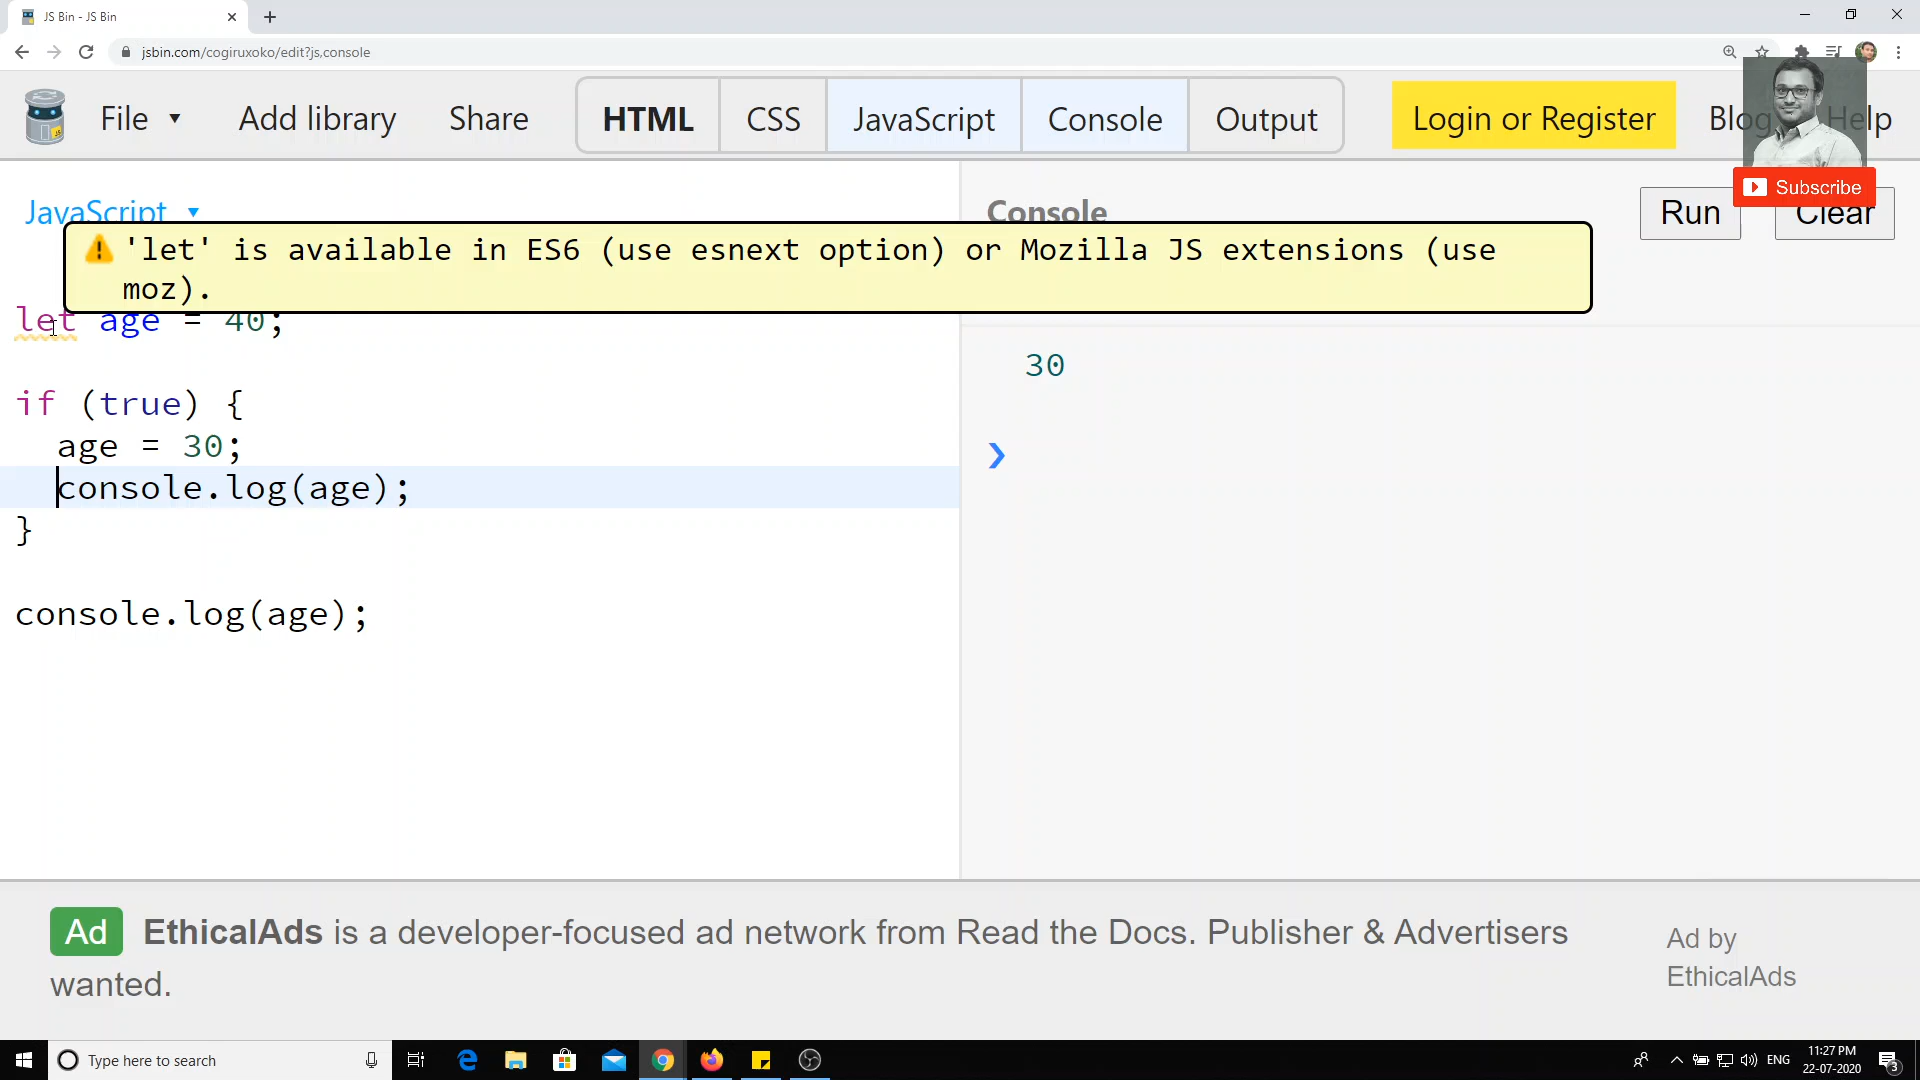 JS Bin - JS Bin
jsbin.com/cogiruxoko/edit?js,console
File Add library Share HTML CSS JavaScript Console Output Login or Register Blog Help
Subscribe
JavaScript Console Run Clear
'let' is available in ES6 (use esnext option) or Mozilla JS extensions (use
moz).
let age = 40;
30
if (true) {
age = 30;
console.log(age);
}
console.log(age);
Ad EthicalAds is a developer-focused ad network from Read the Docs. Publisher & Advertisers
wanted.
Ad by
EthicalAds
Type here to search
ENG
11:27 PM
22-07-2020
3